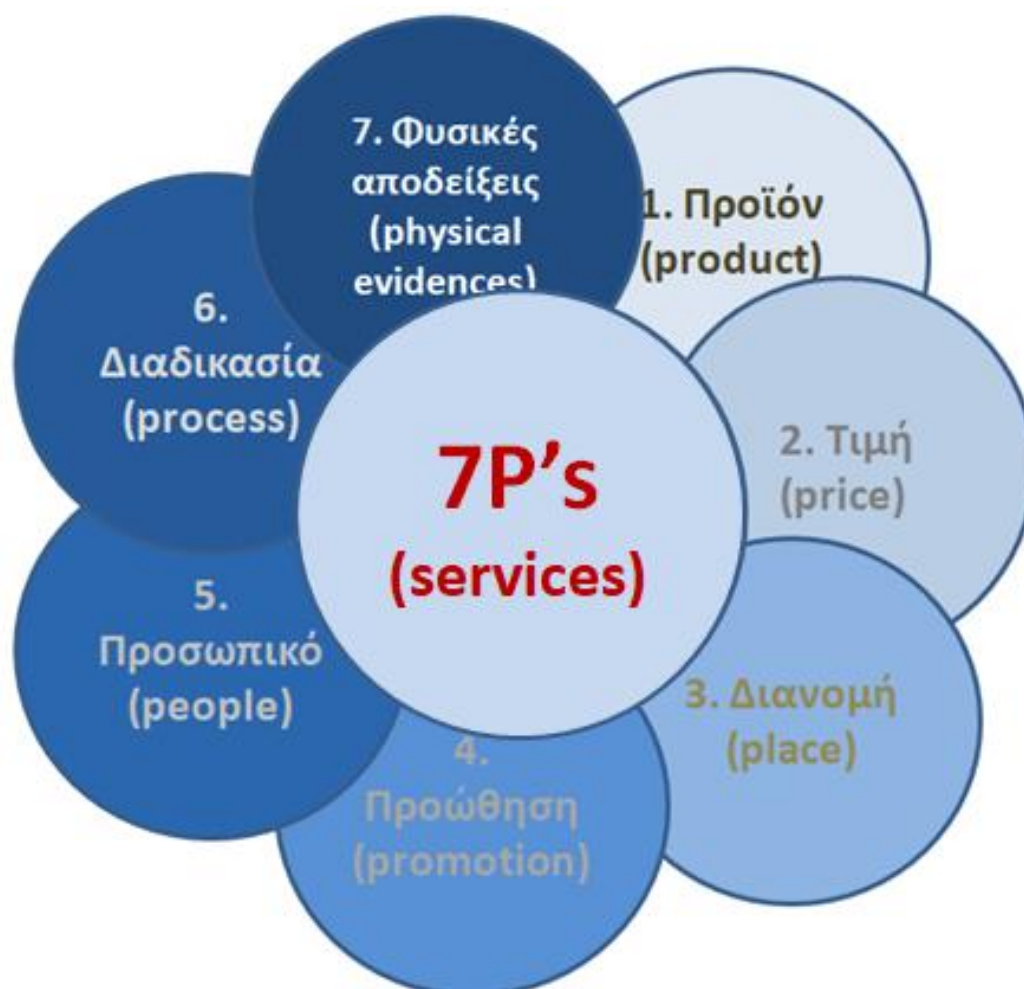 7P’s
(services)
1. Προϊόν
(product)
2. Τιμή
(price)
3. Διανομή
(place)
4.
Προώθηση
(promotion)
5.
Προσωπικό
(people)
6.
Διαδικασία
(process)
7. Φυσικές
αποδείξεις
(physical
evidences)